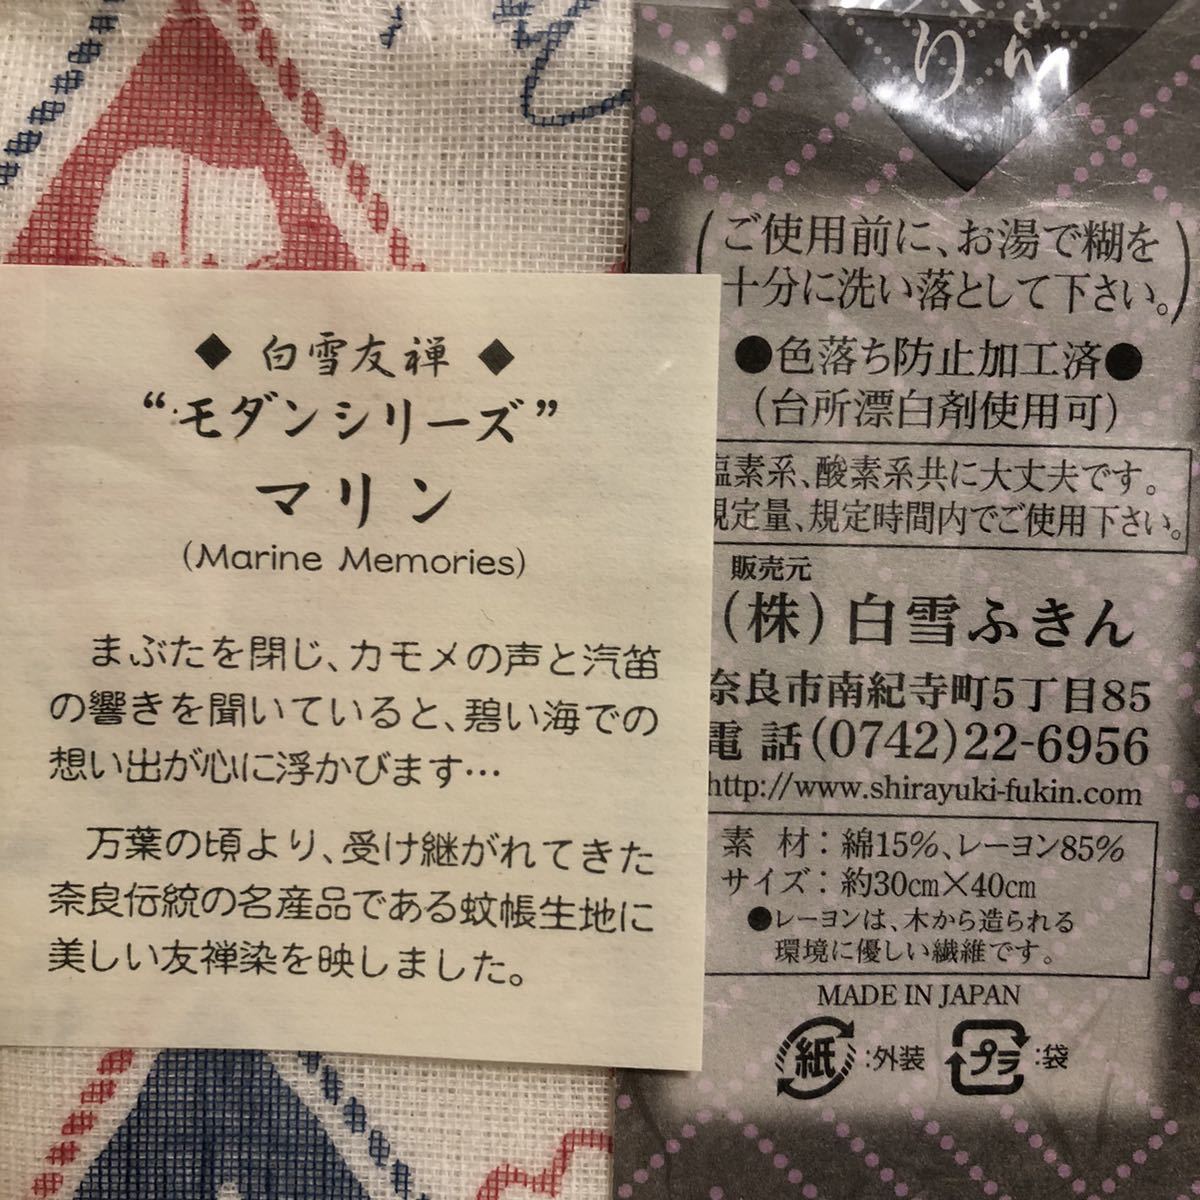 ◆ 白雪友禅 ◆
“モダンシリーズ”
マリン
(Marine Memories)
まぶたを閉じ、カモメの声と汽笛
の響きを聞いていると、碧い海での
想い出が心に浮かびます…
万葉の頃より、受け継がれてきた
奈良伝統の名産品である蚊帳生地に
美しい友禅染を映しました。
(ご使用前に、お湯で糊を
十分に洗い落として下さい。)
●色落ち防止加工済●
(台所漂白剤使用可)
塩素系、酸素系共に大丈夫です。
規定量、規定時間内でご使用下さい。
販売元
(株)白雪ふきん
奈良市南紀寺町5丁目85
電話(0742)22-6956
http://www.shirayuki-fukin.com
素 材:綿15%、レーヨン85%
サイズ:約30cm×40cm
●レーヨンは、木から造られる
環境に優しい繊維です。
MADE IN JAPAN
紙:外装 プラ:袋